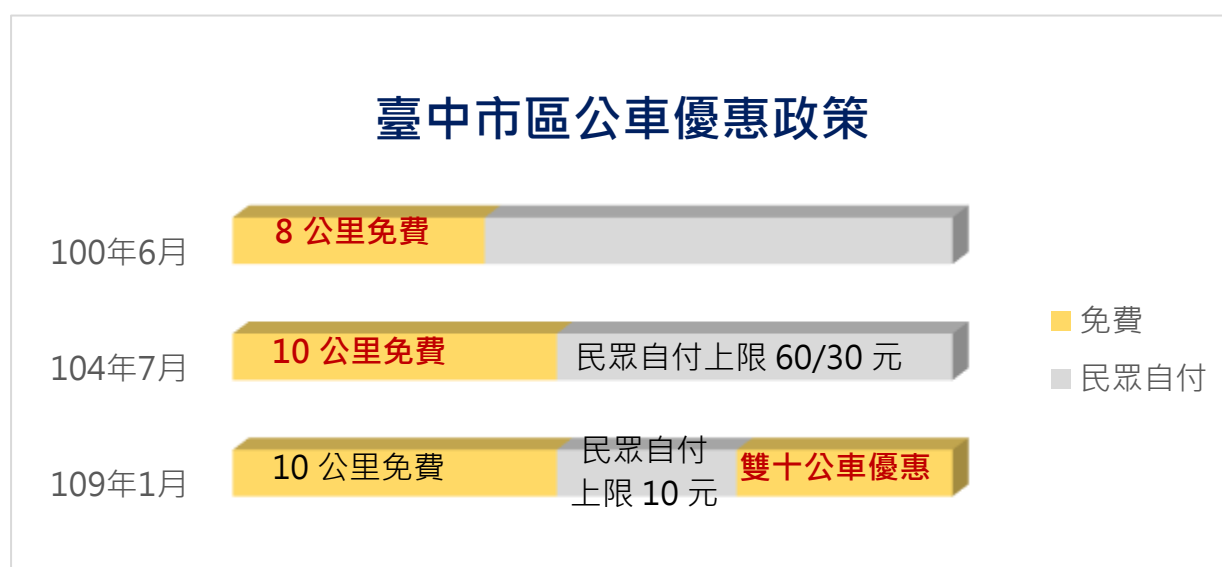 臺中市區公車優惠政策
100年6月
8 公里免費
104年7月
10 公里免費
民眾自付上限 60/30 元
109年1月
10 公里免費
民眾自付
上限 10 元
雙十公車優惠
免費
民眾自付